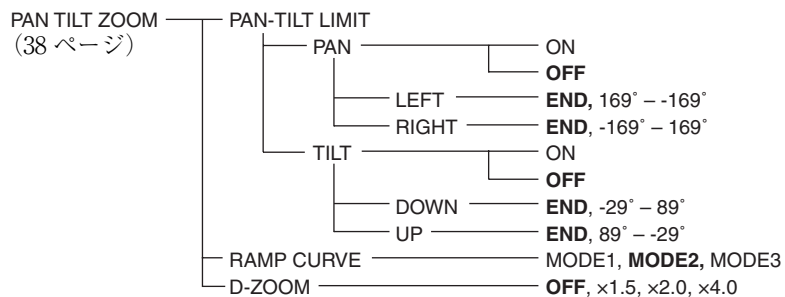 PAN TILT ZOOM PAN-TILT LIMIT
(38 ページ) PAN ON
OFF
LEFT END, 169˚ – -169˚
RIGHT END, -169˚ – 169˚
TILT ON
OFF
DOWN END, -29˚ – 89˚
UP END, 89˚ – -29˚
RAMP CURVE MODE1, MODE2, MODE3
D-ZOOM OFF, ×1.5, ×2.0, ×4.0